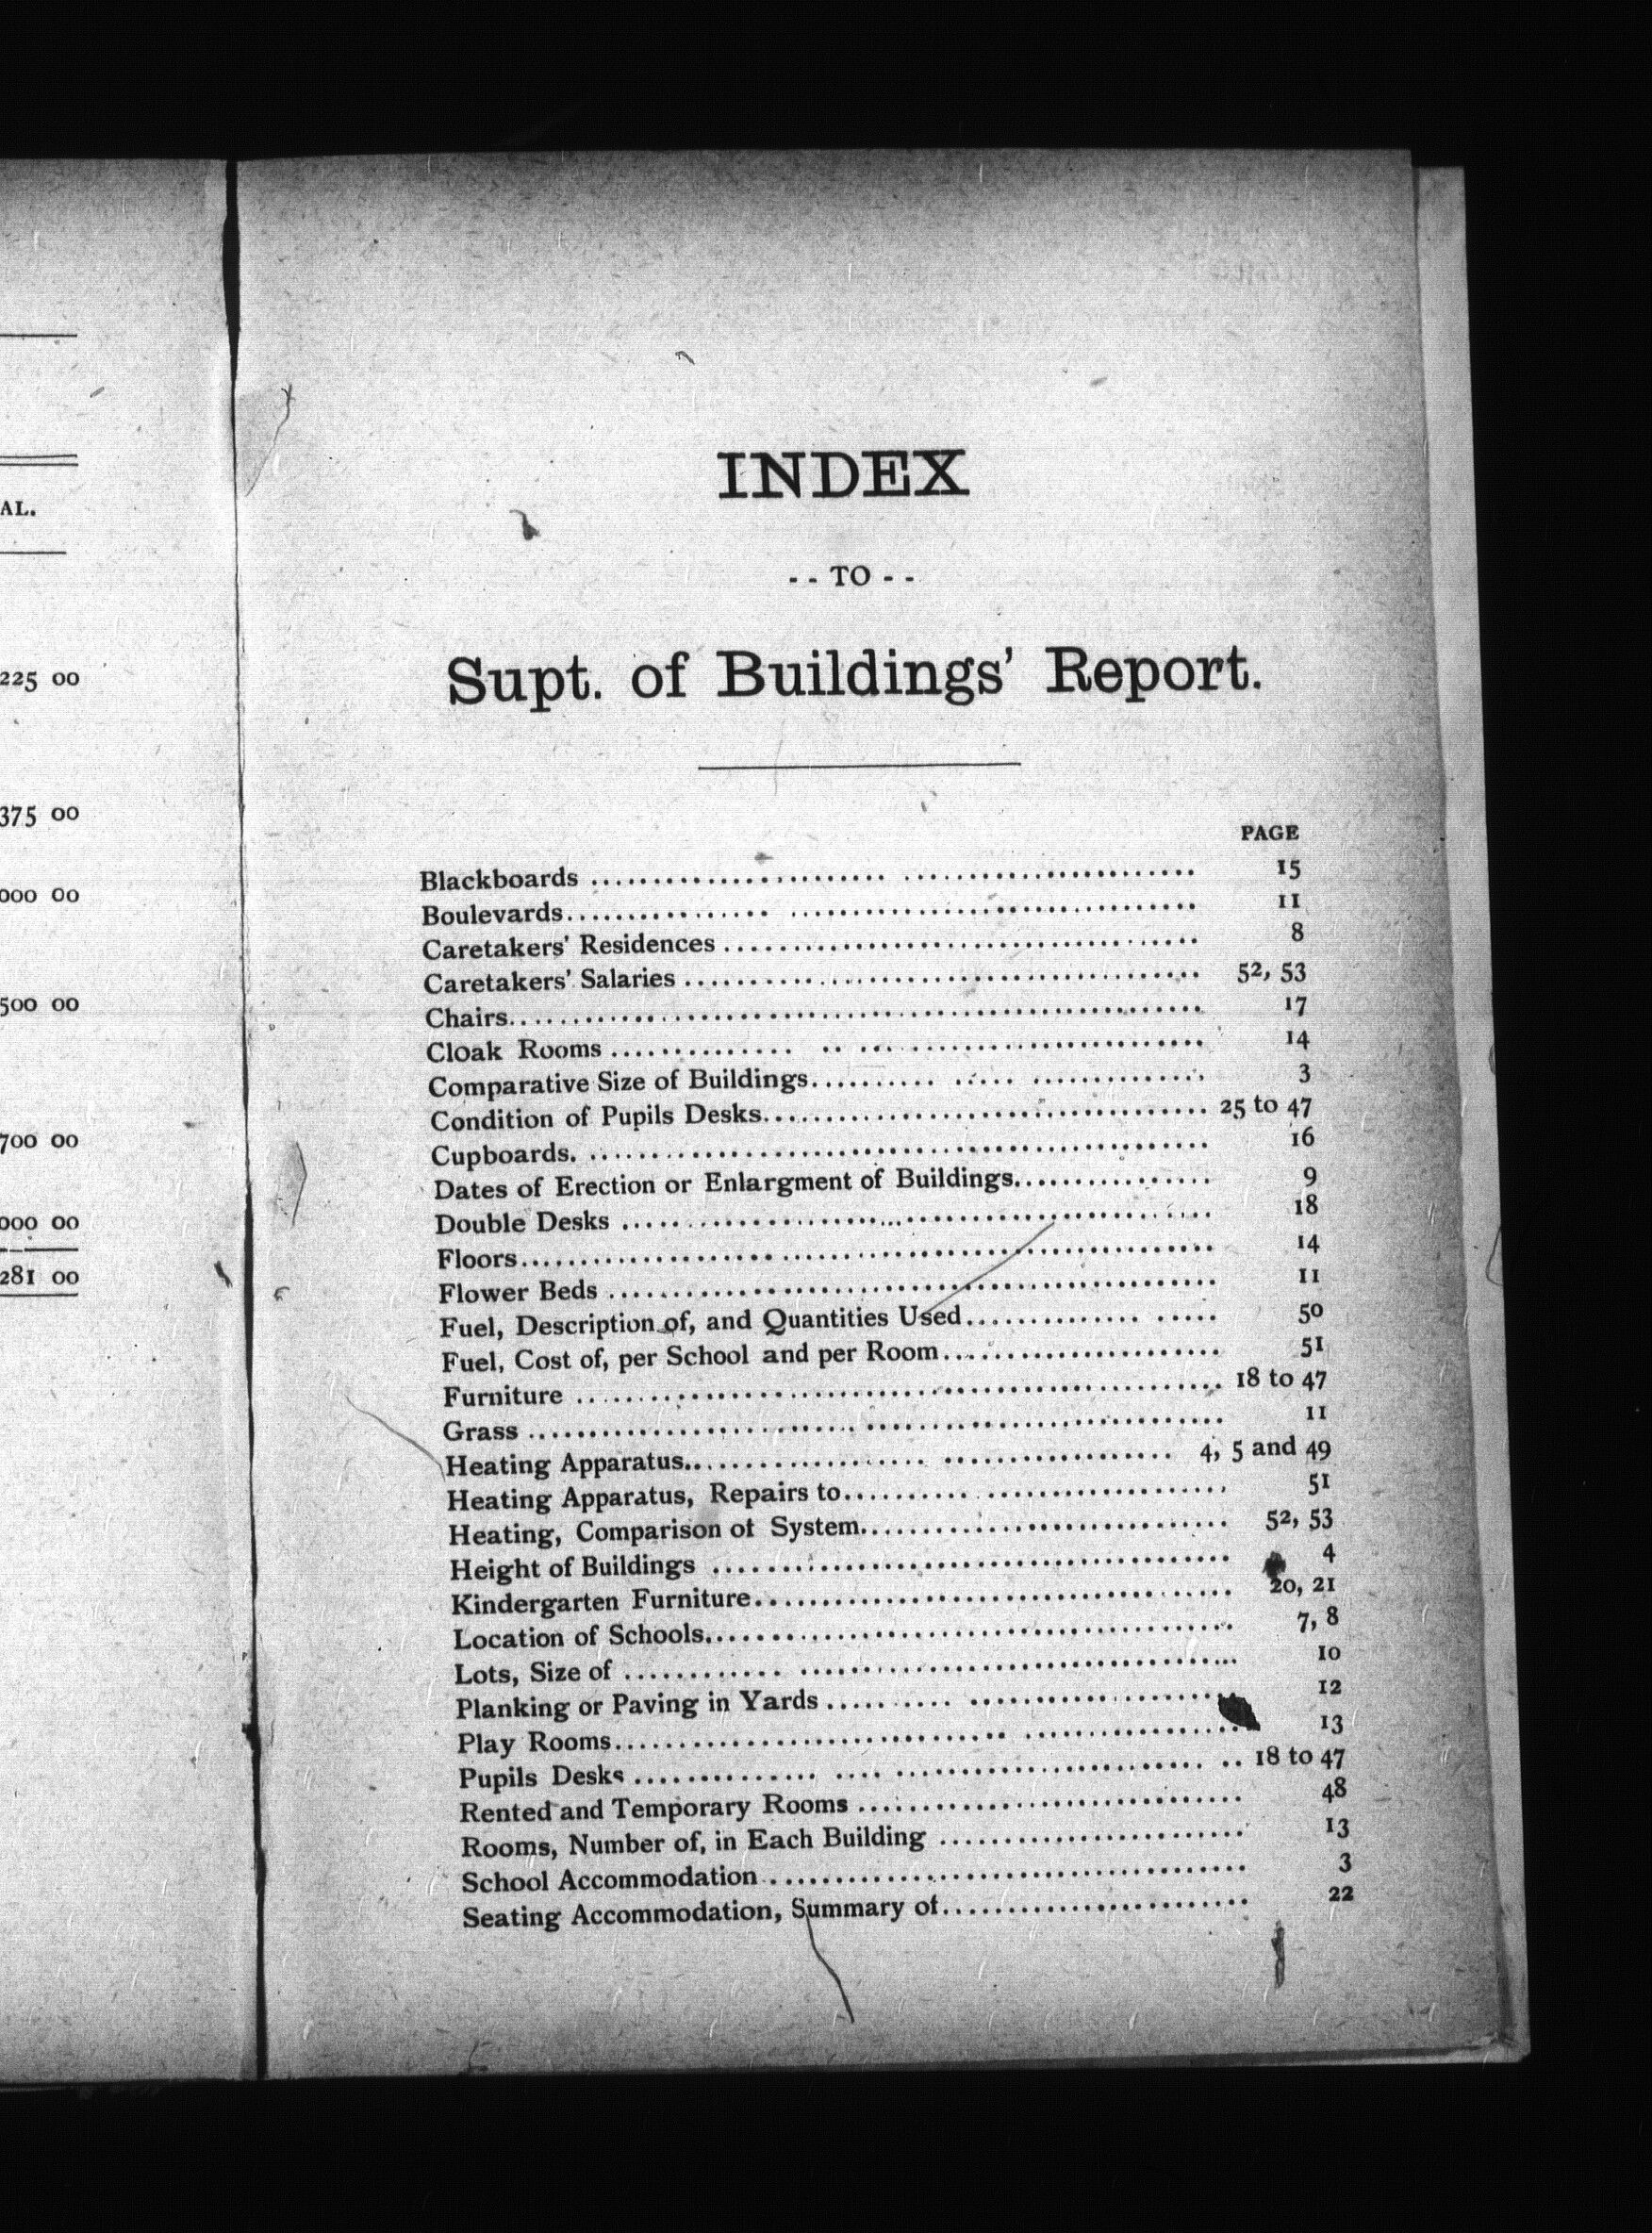 AL.
225 00
375 00
000 00
500 00
700 00
000 00
281 00
INDEX
- - TO - -
Supt. of Buildings' Report.
PAGE
Blackboards ........................ ........................ 15
Boulevards................ ................................. 11
Caretakers' Residences ...................................... 8
Caretakers' Salaries ......................................... 52, 53
Chairs....................................................... 17
Cloak Rooms ............... .. ............................ 14
Comparative Size of Buildings.......... ..... .............. 3
Condition of Pupils Desks................................... 25 to 47
Cupboards. ................................................. 16
Dates of Erection or Enlargment of Buildings................ 9
Double Desks ............................................... 18
Floors...................................................... 14
Flower Beds ................................................ 11
Fuel, Description of, and Quantities Used.............. ..... 50
Fuel, Cost of, per School and per Room...................... 51
Furniture .................................................. 18 to 47
Grass .......................... ............................ 11
Heating Apparatus................... .................. 4, 5 and 49
Heating Apparatus, Repairs to.......... ................... 51
Heating, Comparison of System............................. 52, 53
Height of Buildings ........................................ 4
Kindergarten Furniture...................................... 20, 21
Location of Schools......................................... 7, 8
Lots, Size of ............. ................................... 10
Planking or Paving in Yards .......... .................... 12
Play Rooms............................... .................. 13
Pupils Desks ............... .... ........................ .. 18 to 47
Rented and Temporary Rooms ............................... 48
Rooms, Number of, in Each Building ........................ 13
School Accommodation ...................................... 3
Seating Accommodation, Summary of......................... 22